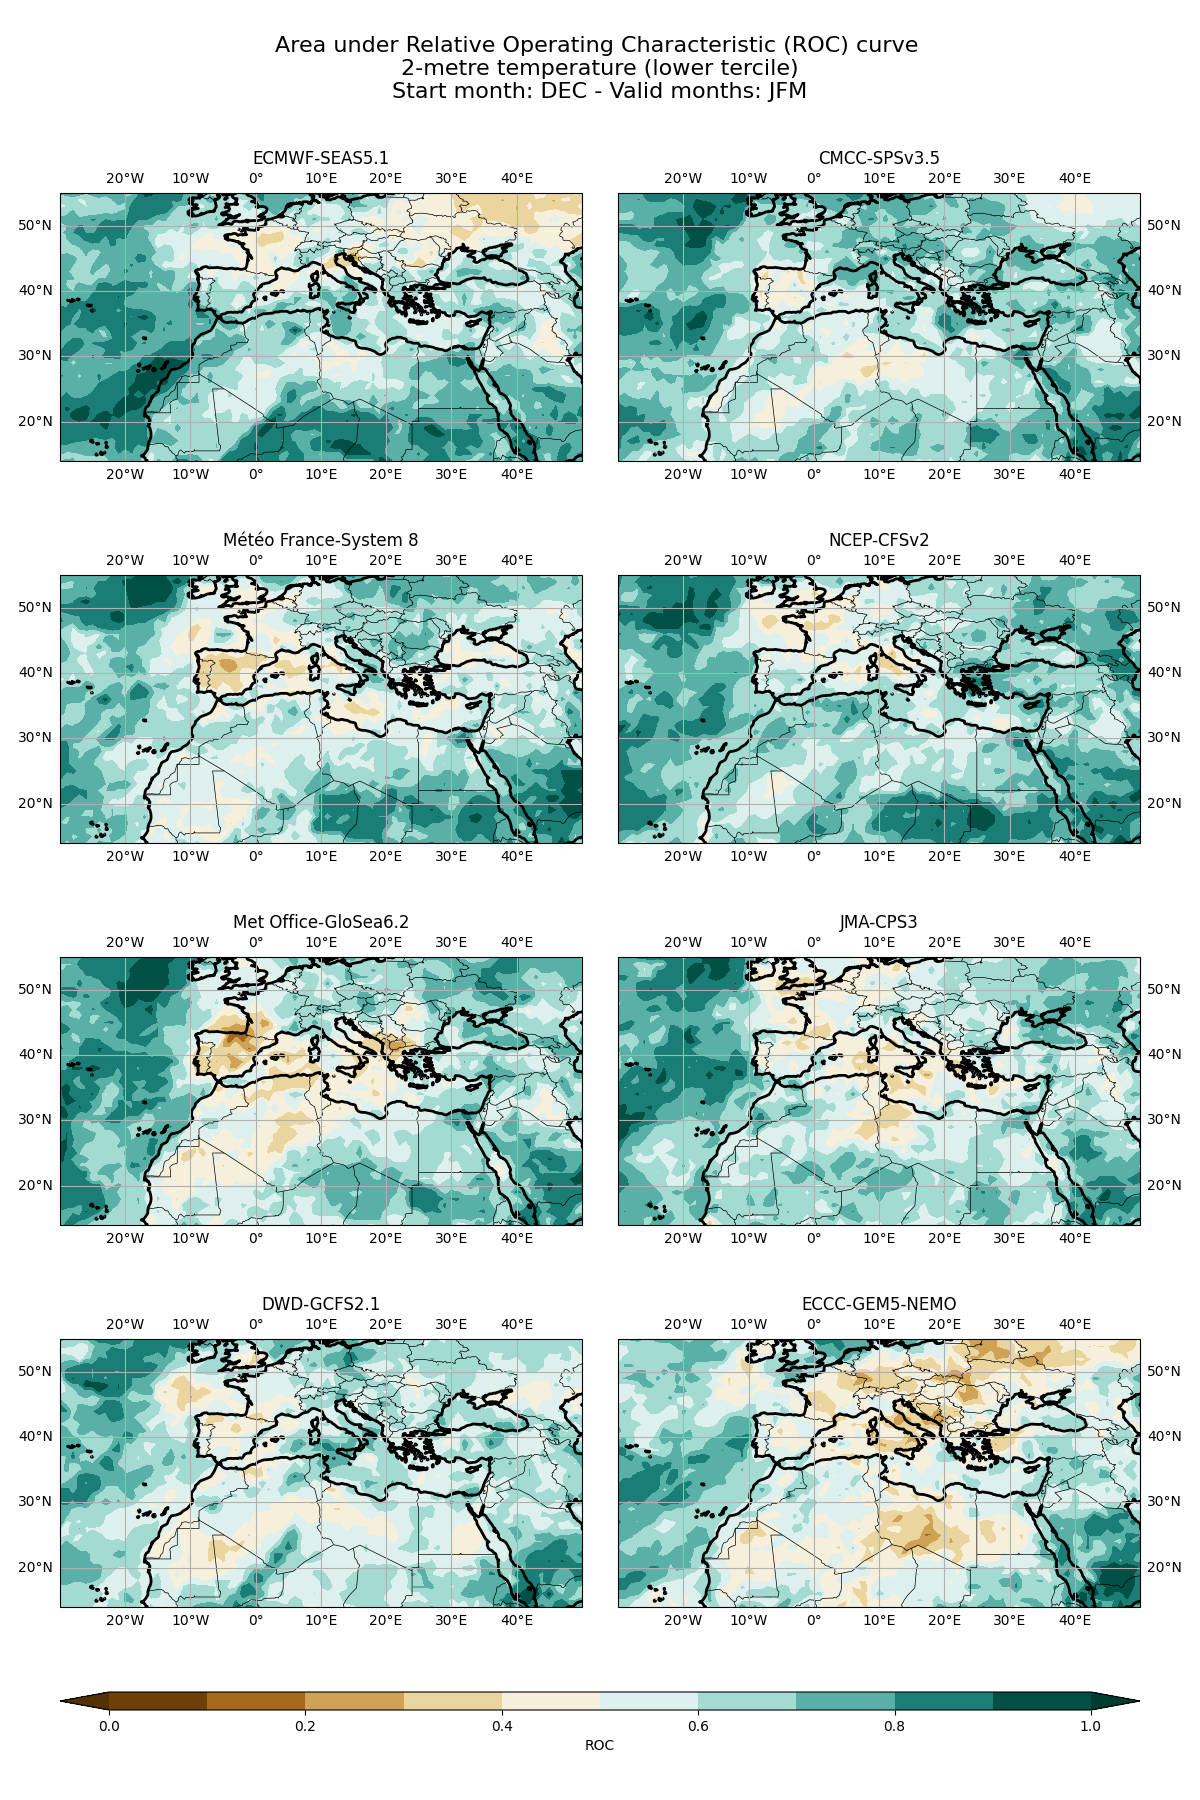 Area under Relative Operating Characteristic (ROC) curve
2-metre temperature (lower tercile)
Start month: DEC - Valid months: JFM
ECMWF-SEAS5.1
20°W 10°W 0° 10°E 20°E 30°E 40°E
50°N
40°N
30°N
20°N
20°W 10°W 0° 10°E 20°E 30°E 40°E
CMCC-SPSv3.5
20°W 10°W 0° 10°E 20°E 30°E 40°E
50°N
40°N
30°N
20°N
20°W 10°W 0° 10°E 20°E 30°E 40°E
Météo France-System 8
20°W 10°W 0° 10°E 20°E 30°E 40°E
50°N
40°N
30°N
20°N
20°W 10°W 0° 10°E 20°E 30°E 40°E
NCEP-CFSv2
20°W 10°W 0° 10°E 20°E 30°E 40°E
50°N
40°N
30°N
20°N
20°W 10°W 0° 10°E 20°E 30°E 40°E
Met Office-GloSea6.2
20°W 10°W 0° 10°E 20°E 30°E 40°E
50°N
40°N
30°N
20°N
20°W 10°W 0° 10°E 20°E 30°E 40°E
JMA-CPS3
20°W 10°W 0° 10°E 20°E 30°E 40°E
50°N
40°N
30°N
20°N
20°W 10°W 0° 10°E 20°E 30°E 40°E
DWD-GCFS2.1
20°W 10°W 0° 10°E 20°E 30°E 40°E
50°N
40°N
30°N
20°N
20°W 10°W 0° 10°E 20°E 30°E 40°E
ECCC-GEM5-NEMO
20°W 10°W 0° 10°E 20°E 30°E 40°E
50°N
40°N
30°N
20°N
20°W 10°W 0° 10°E 20°E 30°E 40°E
0.0 0.2 0.4 0.6 0.8 1.0
ROC